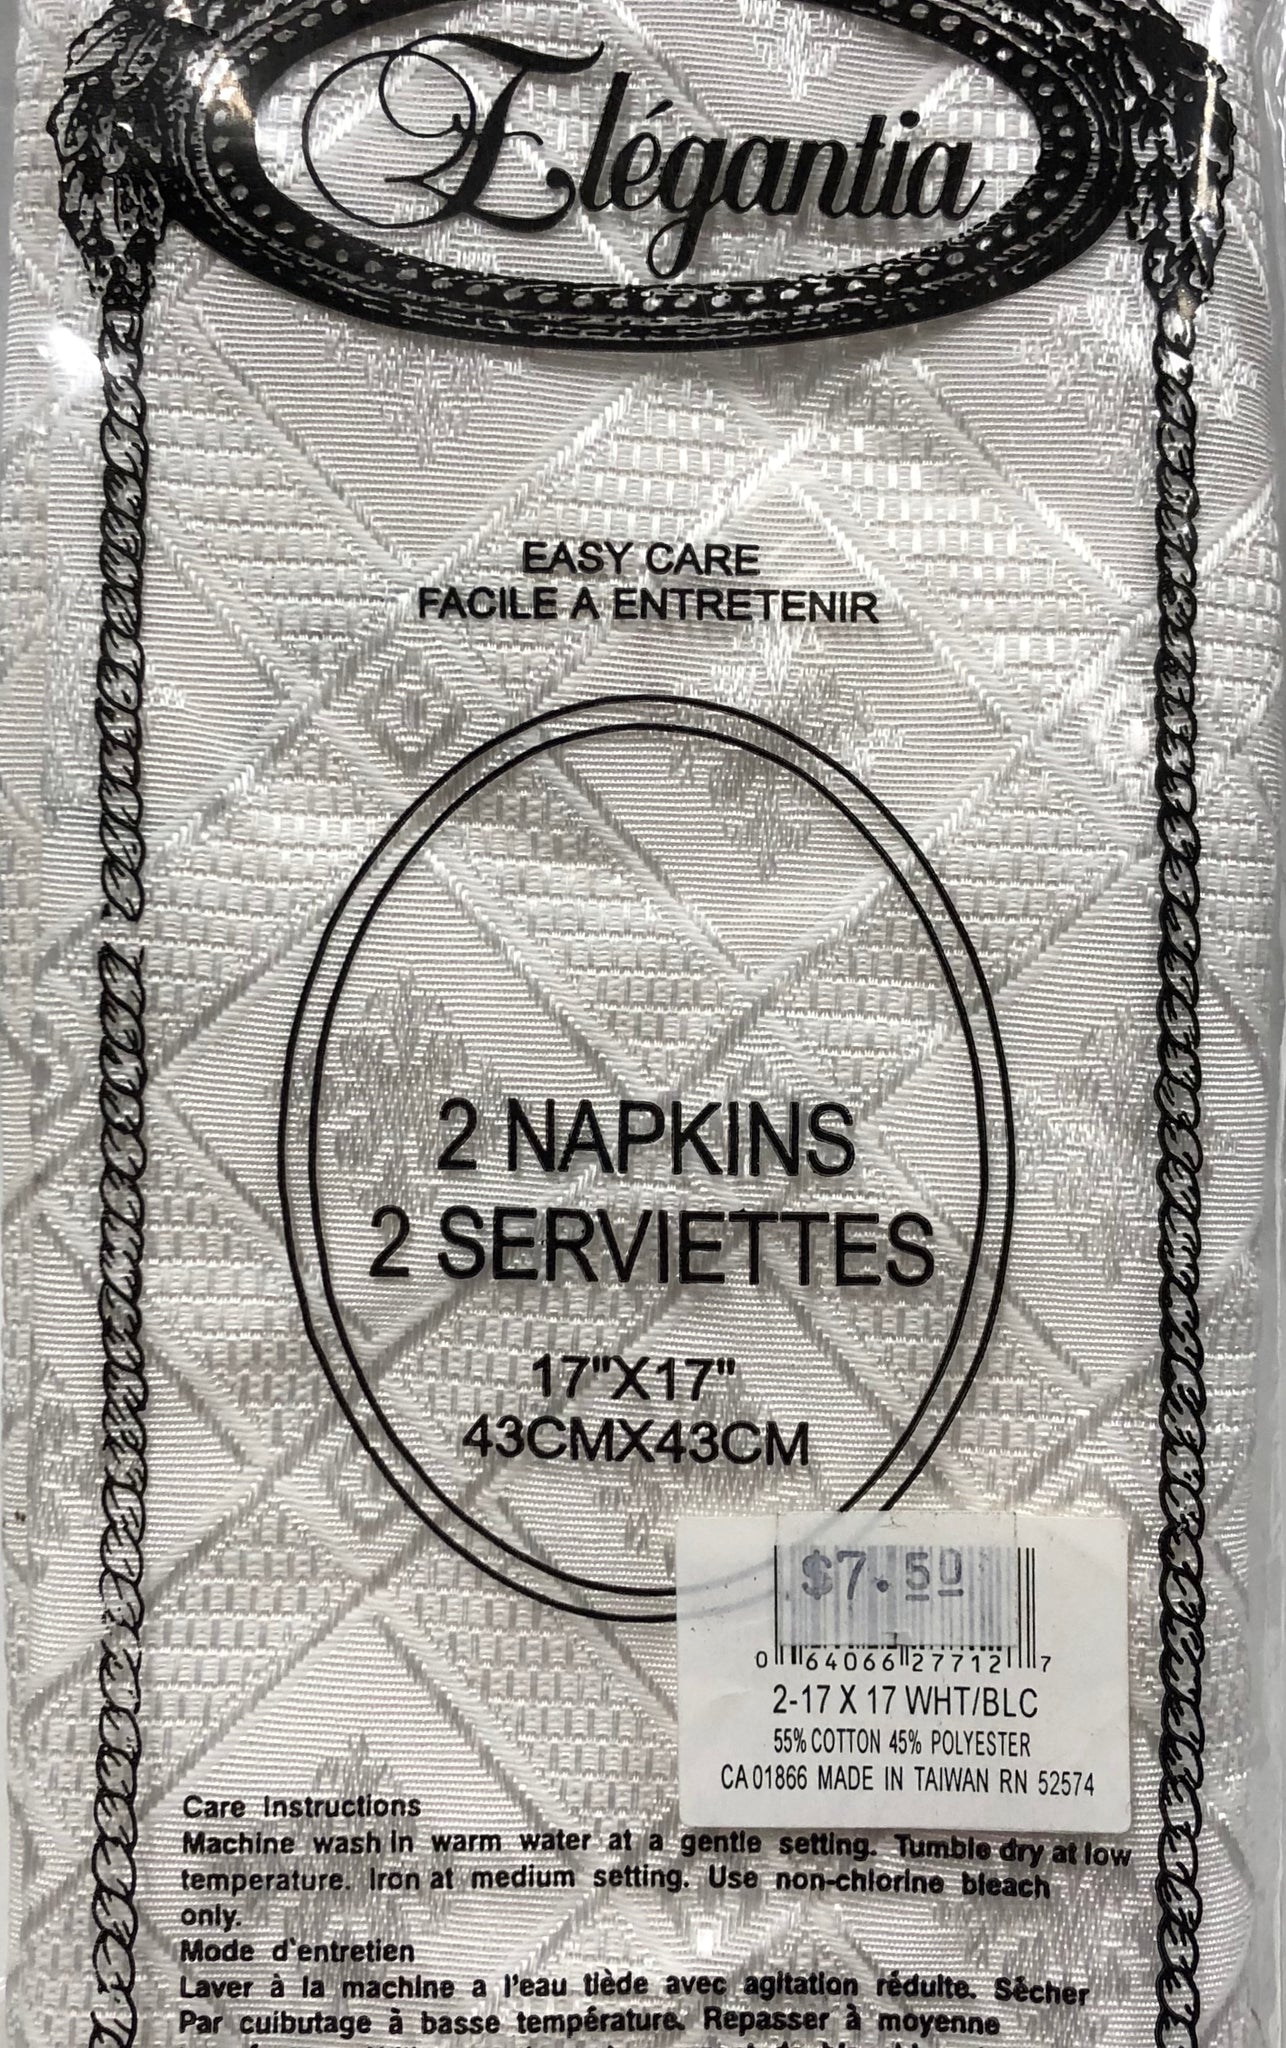 Elégantia
EASY CARE
FACILE A ENTRETENIR
2 NAPKINS
2 SERVIETTES
17"X17"
43CMX43CM
$7.50
0 64066 27712 7
2-17 X 17 WHT/BLC
55% COTTON 45% POLYESTER
CA 01866 MADE IN TAIWAN RN 52574
Care Instructions
Machine wash in warm water at a gentle setting. Tumble dry at low
temperature. Iron at medium setting. Use non-chlorine bleach
only.
Mode d'entretien
Laver à la machine a l'eau tiède avec agitation réduite. Sêcher
Par cuibutage à basse température. Repasser à moyenne